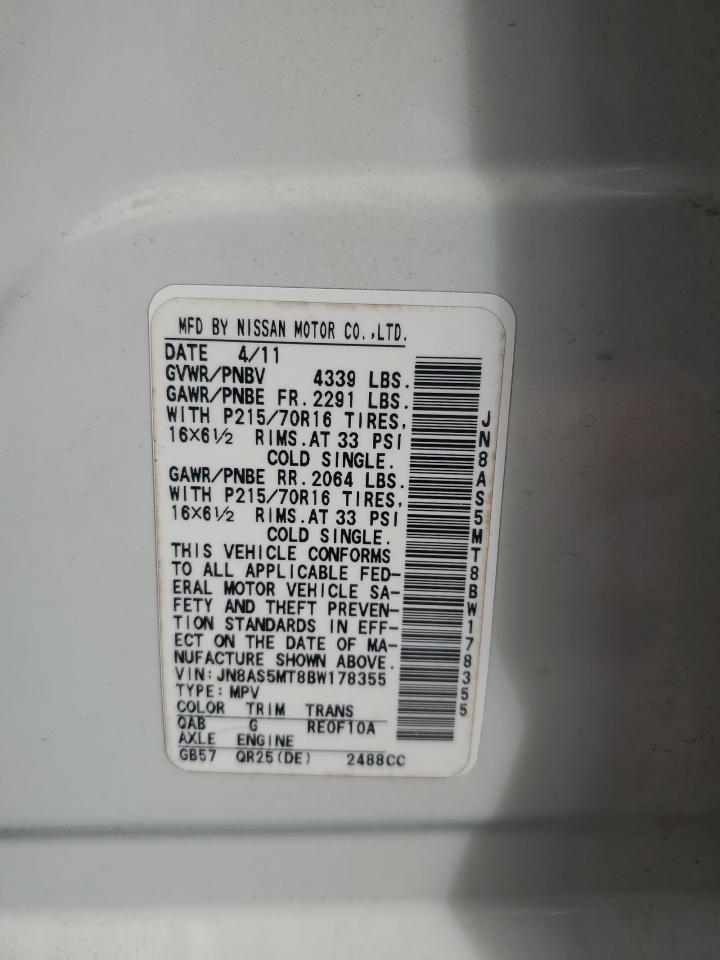 MFD BY NISSAN MOTOR CO.,LTD.
DATE 4/11
GVWR/PNBV 4339 LBS.
GAWR/PNBE FR.2291 LBS.
WITH P215/70R16 TIRES,
16X6½ RIMS.AT 33 PSI
COLD SINGLE.
GAWR/PNBE RR.2064 LBS.
WITH P215/70R16 TIRES,
16X6½ RIMS.AT 33 PSI
COLD SINGLE.
THIS VEHICLE CONFORMS
TO ALL APPLICABLE FED-
ERAL MOTOR VEHICLE SA-
FETY AND THEFT PREVEN-
TION STANDARDS IN EFF-
ECT ON THE DATE OF MA-
NUFACTURE SHOWN ABOVE.
VIN:JN8AS5MT8BW178355
TYPE:MPV
COLOR TRIM TRANS
QAB G RE0F10A
AXLE ENGINE
GB57 QR25(DE) 2488CC
JN8AS5MT8BW178355